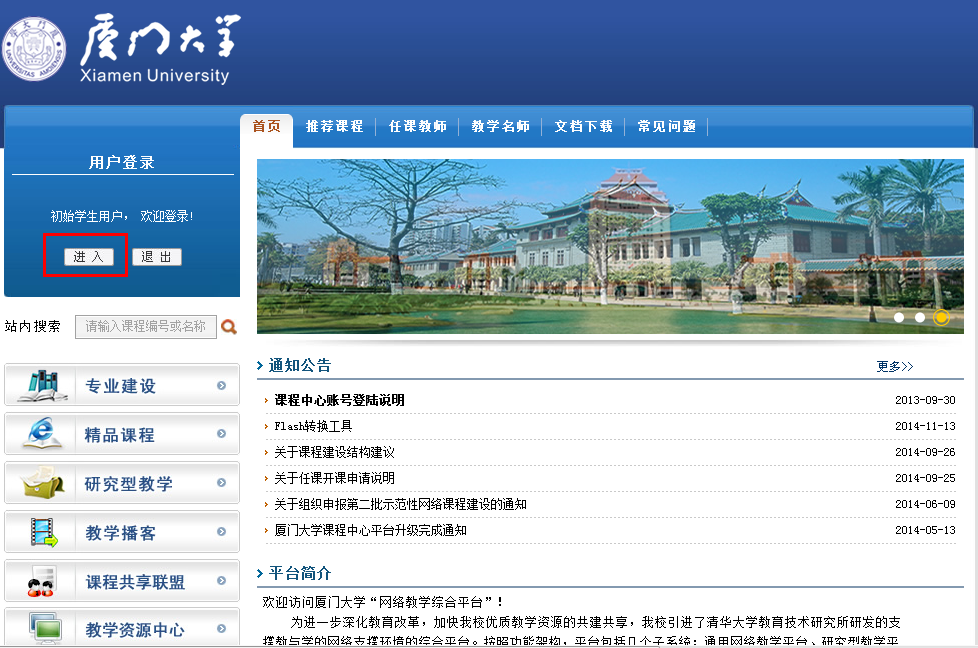 厦门大学
Xiamen University
首页 推荐课程 任课教师 教学名师 文档下载 常见问题
用户登录
初始学生用户， 欢迎登录!
进 入 退 出
站内搜索 请输入课程编号或名称
专业建设
精品课程
研究型教学
教学播客
课程共享联盟
教学资源中心
通知公告 更多>>
课程中心账号登陆说明 2013-09-30
Flash转换工具 2014-11-13
关于课程建设结构建议 2014-09-26
关于任课开课申请说明 2014-09-25
关于组织申报第二批示范性网络课程建设的通知 2014-06-09
厦门大学课程中心平台升级完成通知 2014-05-13
平台简介
欢迎访问厦门大学“网络教学综合平台”！
为进一步深化教育改革，加快我校优质教学资源的共建共享，我校引进了清华大学教育技术研究所研发的支
撑教与学的网络支撑环境的综合平台。按照功能架构，平台包括几个子系统：通用网络教学平台、研究型教学平